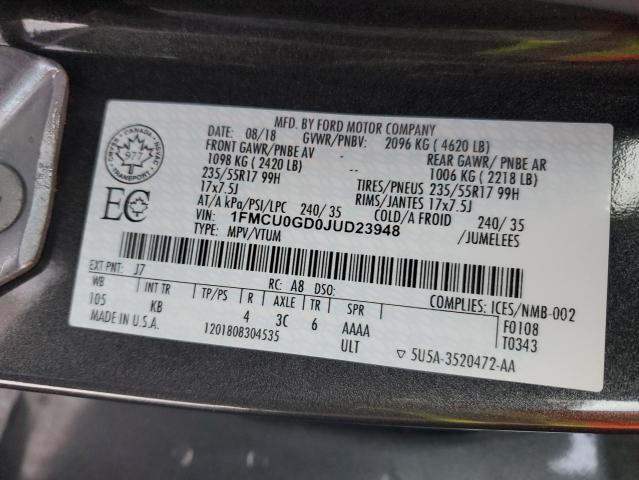 MFD. BY FORD MOTOR COMPANY
DATE: 08/18 GVWR/PNBV: 2096 KG ( 4620 LB)
FRONT GAWR/PNBE AV REAR GAWR/ PNBE AR
1098 KG ( 2420 LB) 1006 KG ( 2218 LB)
235/55R17 99H TIRES/PNEUS 235/55R17 99H
17x7.5J RIMS/JANTES 17x7.5J
AT/A kPa/PSI/LPC 240/ 35 COLD/A FROID 240/ 35
VIN: 1FMCU0GD0JUD23948 /JUMELEES
TYPE: MPV/VTUM
CANADA
TRANSPORT
977
EC
EXT PNT: J7 RC: A8 DSO: COMPLIES: ICES/NMB-002
WB INT TR TP/PS R AXLE TR SPR F0108
105 KB 4 3C 6 AAAA T0343
MADE IN U.S.A. 1201808304535 ULT ▽ 5U5A-3520472-AA